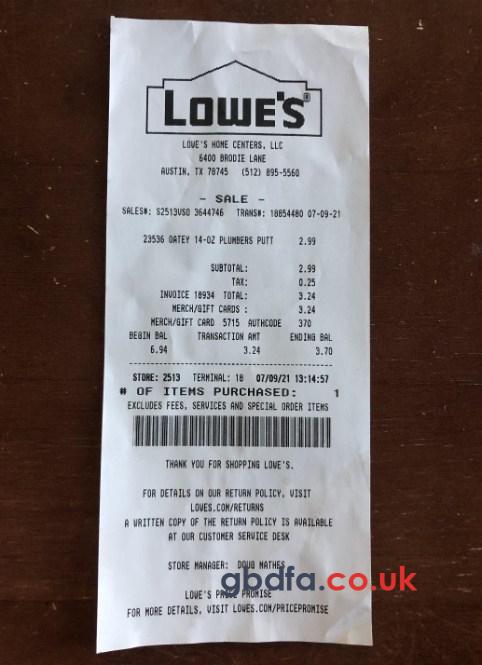 LOWE'S
LOWE'S HOME CENTERS, LLC
6400 BRODIE LANE
AUSTIN, TX 78745 (512) 895-5560
- SALE -
SALES#: S2513VS0 3644746 TRANS#: 18854480 07-09-21
23536 OATEY 14-OZ PLUMBERS PUTT 2.99
SUBTOTAL: 2.99
TAX: 0.25
INVOICE 18934 TOTAL: 3.24
MERCH/GIFT CARDS : 3.24
MERCH/GIFT CARD 5715 AUTHCODE 370
BEGIN BAL TRANSACTION AMT ENDING BAL
6.94 3.24 3.70
STORE: 2513 TERMINAL: 18 07/09/21 13:14:57
# OF ITEMS PURCHASED: 1
EXCLUDES FEES, SERVICES AND SPECIAL ORDER ITEMS
THANK YOU FOR SHOPPING LOWE'S.
FOR DETAILS ON OUR RETURN POLICY, VISIT
LOWES.COM/RETURNS
A WRITTEN COPY OF THE RETURN POLICY IS AVAILABLE
AT OUR CUSTOMER SERVICE DESK
STORE MANAGER: DOUG MATHES
gbdfa.co.uk
LOWE'S PRICE PROMISE
FOR MORE DETAILS, VISIT LOWES.COM/PRICEPROMISE